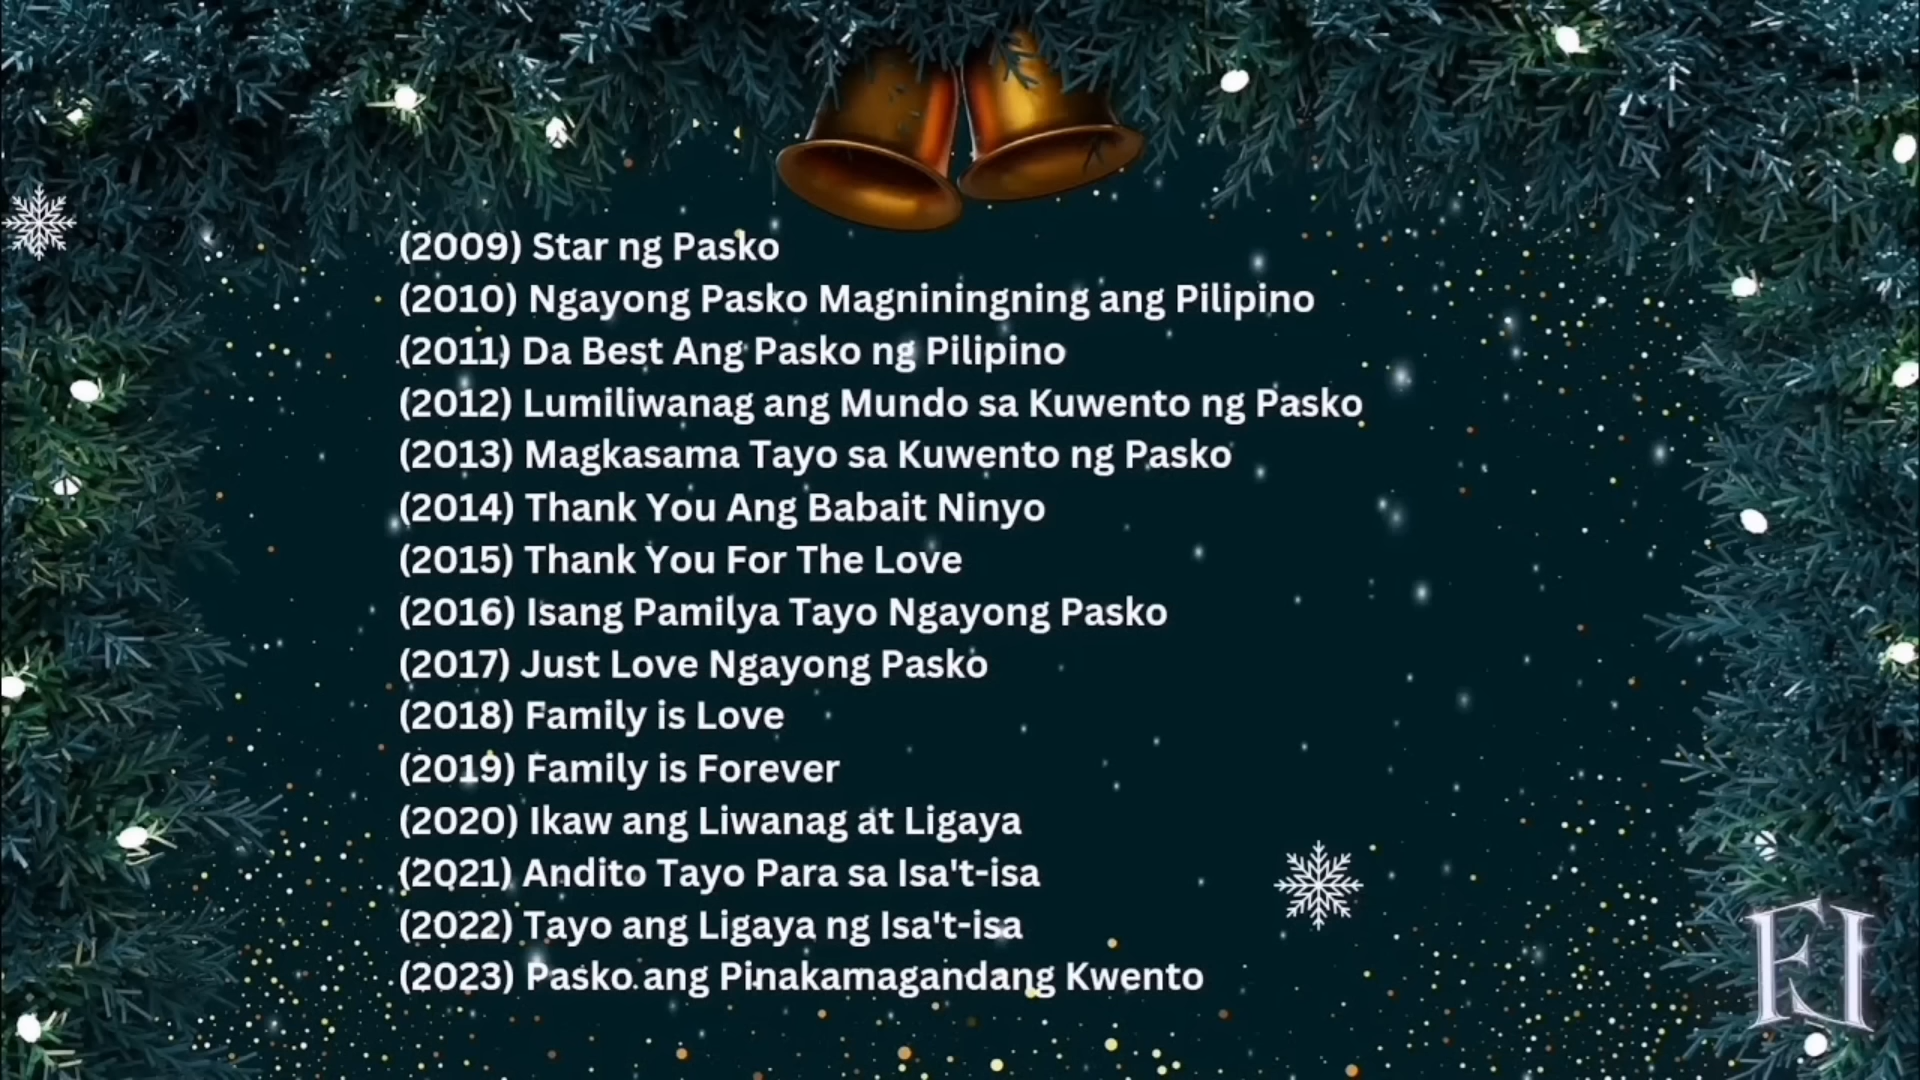 (2009) Star ng Pasko
(2010) Ngayong Pasko Magniningning ang Pilipino
(2011) Da Best Ang Pasko ng Pilipino
(2012) Lumiliwanag ang Mundo sa Kuwento ng Pasko
(2013) Magkasama Tayo sa Kuwento ng Pasko
(2014) Thank You Ang Babait Ninyo
(2015) Thank You For The Love
(2016) Isang Pamilya Tayo Ngayong Pasko
(2017) Just Love Ngayong Pasko
(2018) Family is Love
(2019) Family is Forever
(2020) Ikaw ang Liwanag at Ligaya
(2021) Andito Tayo Para sa Isa't-isa
(2022) Tayo ang Ligaya ng Isa't-isa
(2023) Pasko ang Pinakamagandang Kwento